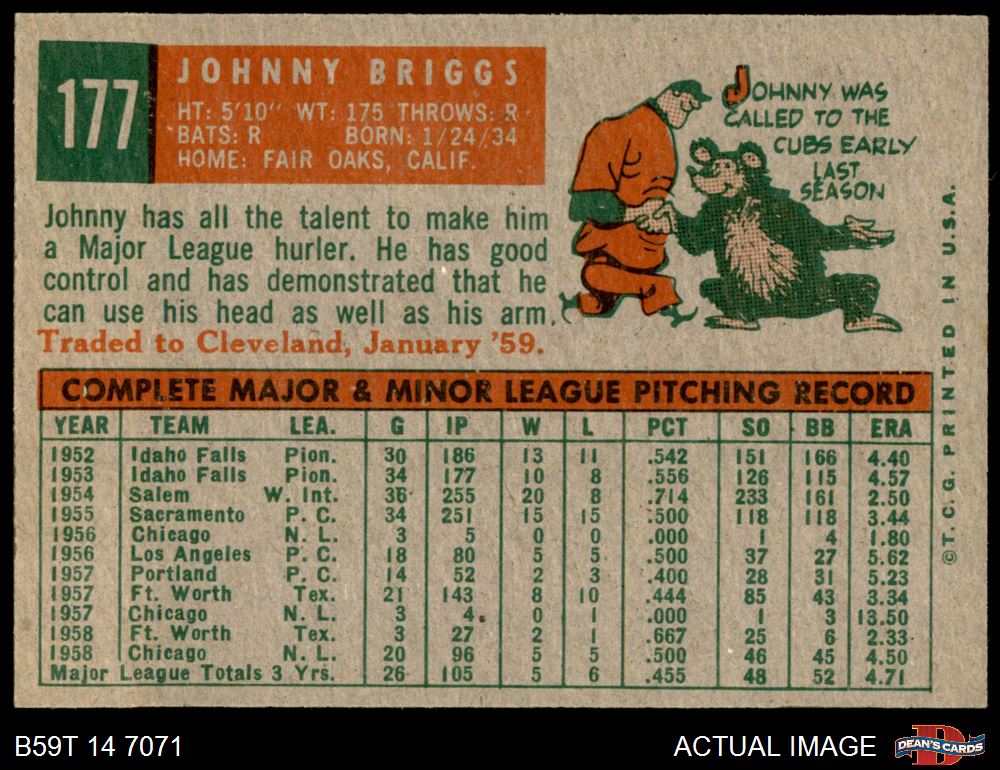 177
JOHNNY BRIGGS
HT: 5'10" WT: 175 THROWS: R
BATS: R BORN: 1/24/34
HOME: FAIR OAKS, CALIF.
JOHNNY WAS
CALLED TO THE
CUBS EARLY
LAST
SEASON
Johnny has all the talent to make him
a Major League hurler. He has good
control and has demonstrated that he
can use his head as well as his arm.
Traded to Cleveland, January '59.
COMPLETE MAJOR & MINOR LEAGUE PITCHING RECORD
YEAR TEAM LEA. G IP W L PCT SO BB ERA
1952 Idaho Falls Pion. 30 186 13 11 .542 151 166 4.40
1953 Idaho Falls Pion. 34 177 10 8 .556 126 115 4.57
1954 Salem W. Int. 36 255 20 8 .714 233 161 2.50
1955 Sacramento P. C. 34 251 15 15 .500 118 118 3.44
1956 Chicago N. L. 3 5 0 0 .000 1 4 1.80
1956 Los Angeles P. C. 18 80 5 5 .500 37 27 5.62
1957 Portland P. C. 14 52 2 3 .400 28 31 5.23
1957 Ft. Worth Tex. 21 143 8 10 .444 85 43 3.34
1957 Chicago N. L. 3 4 0 1 .000 1 3 13.50
1958 Ft. Worth Tex. 3 27 2 1 .667 25 6 2.33
1958 Chicago N. L. 20 96 5 5 .500 46 45 4.50
Major League Totals 3 Yrs. 26 105 5 6 .455 48 52 4.71
©T. C. G. PRINTED IN U.S.A.
B59T 14 7071
ACTUAL IMAGE
D
DEAN'S CARDS